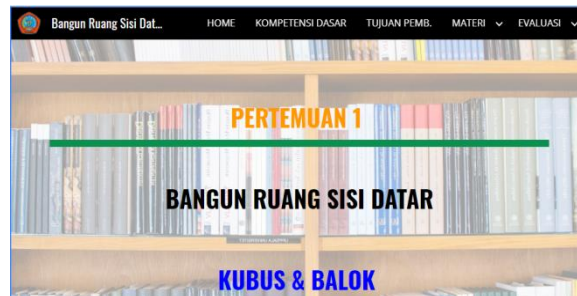 Bangun Ruang Sisi Dat... HOME KOMPETENSI DASAR TUJUAN PEMB. MATERI EVALUASI
PERTEMUAN 1
BANGUN RUANG SISI DATAR
KUBUS & BALOK